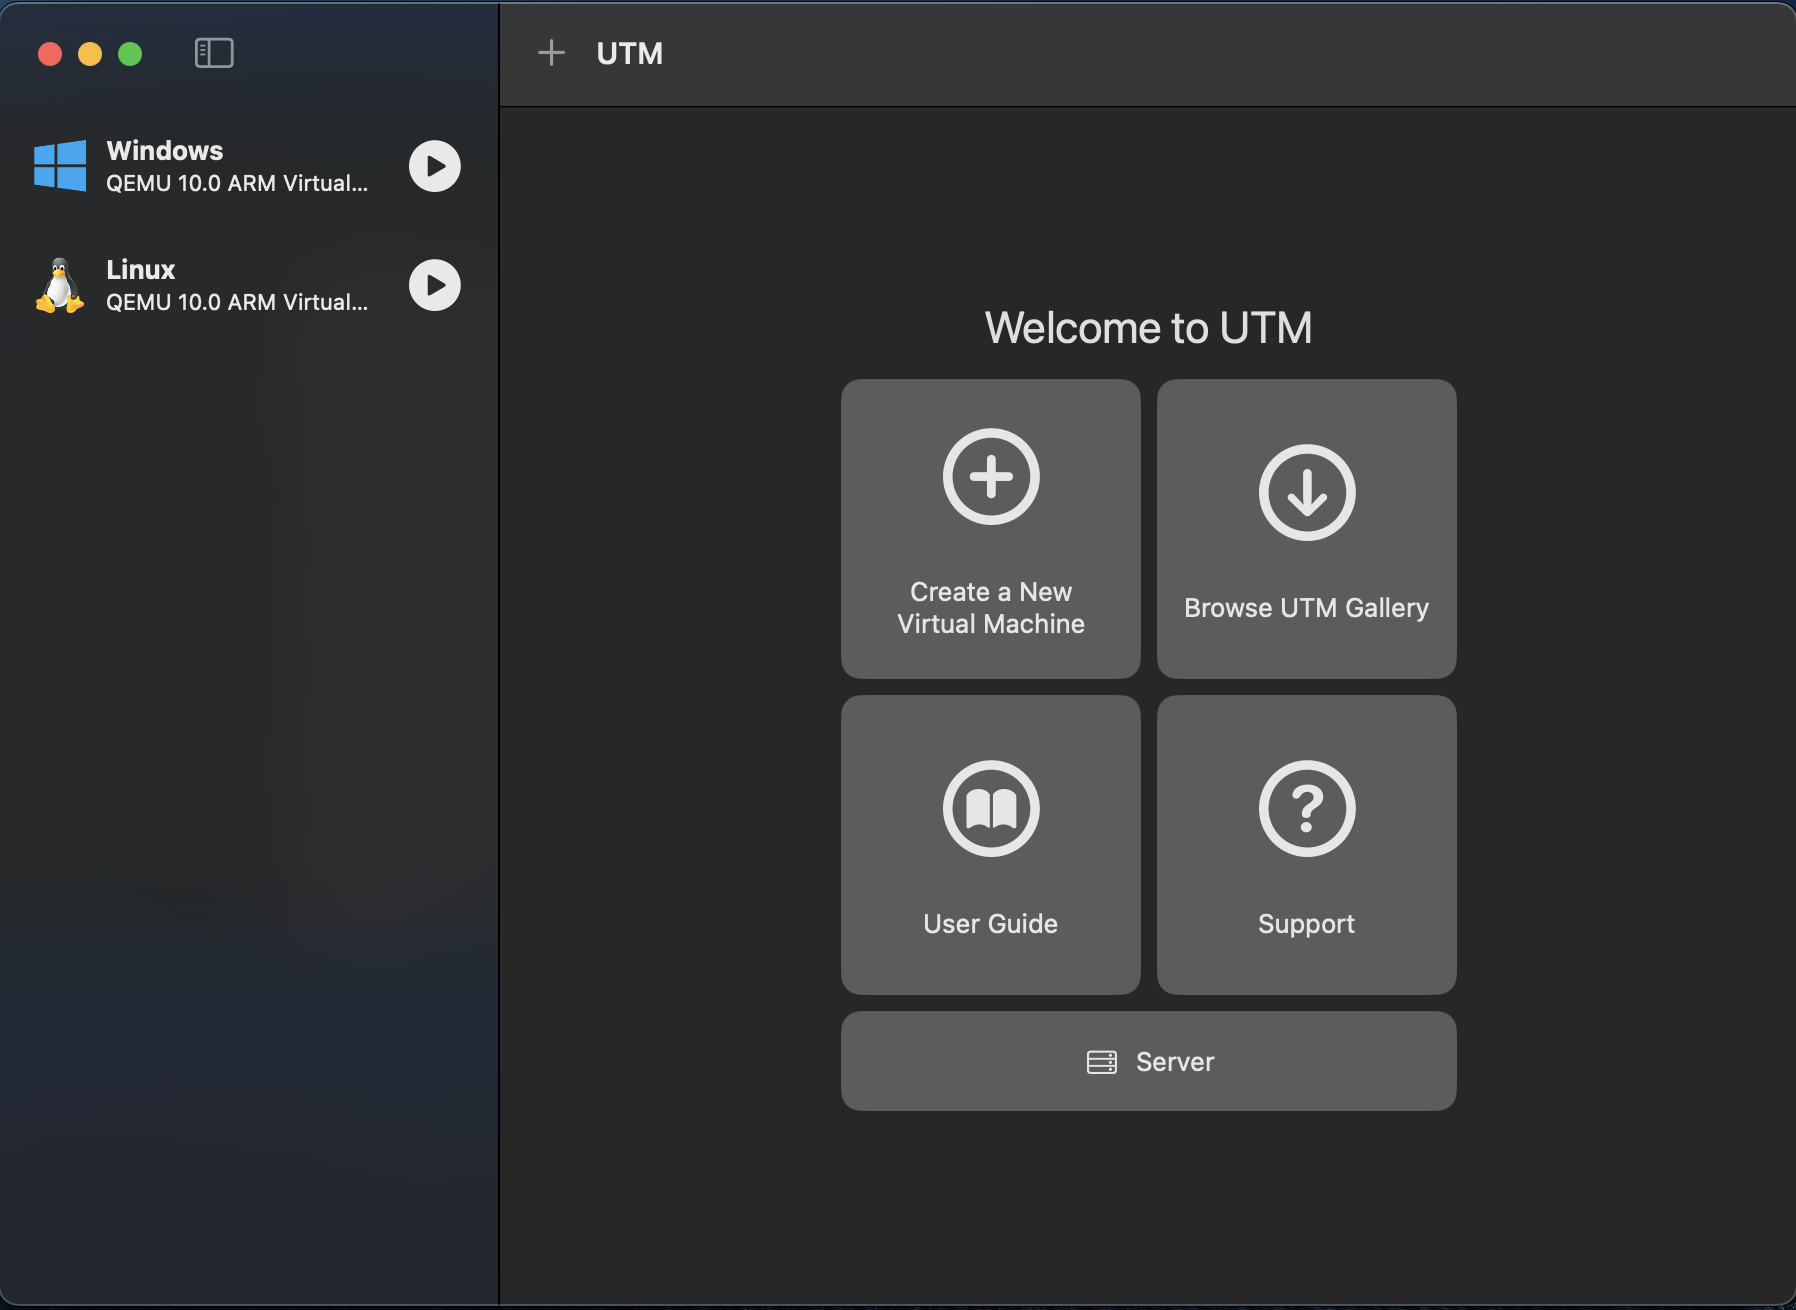 UTM
Windows
QEMU 10.0 ARM Virtual...
Linux
QEMU 10.0 ARM Virtual...
Welcome to UTM
Create a New
Virtual Machine
Browse UTM Gallery
User Guide
Support
Server